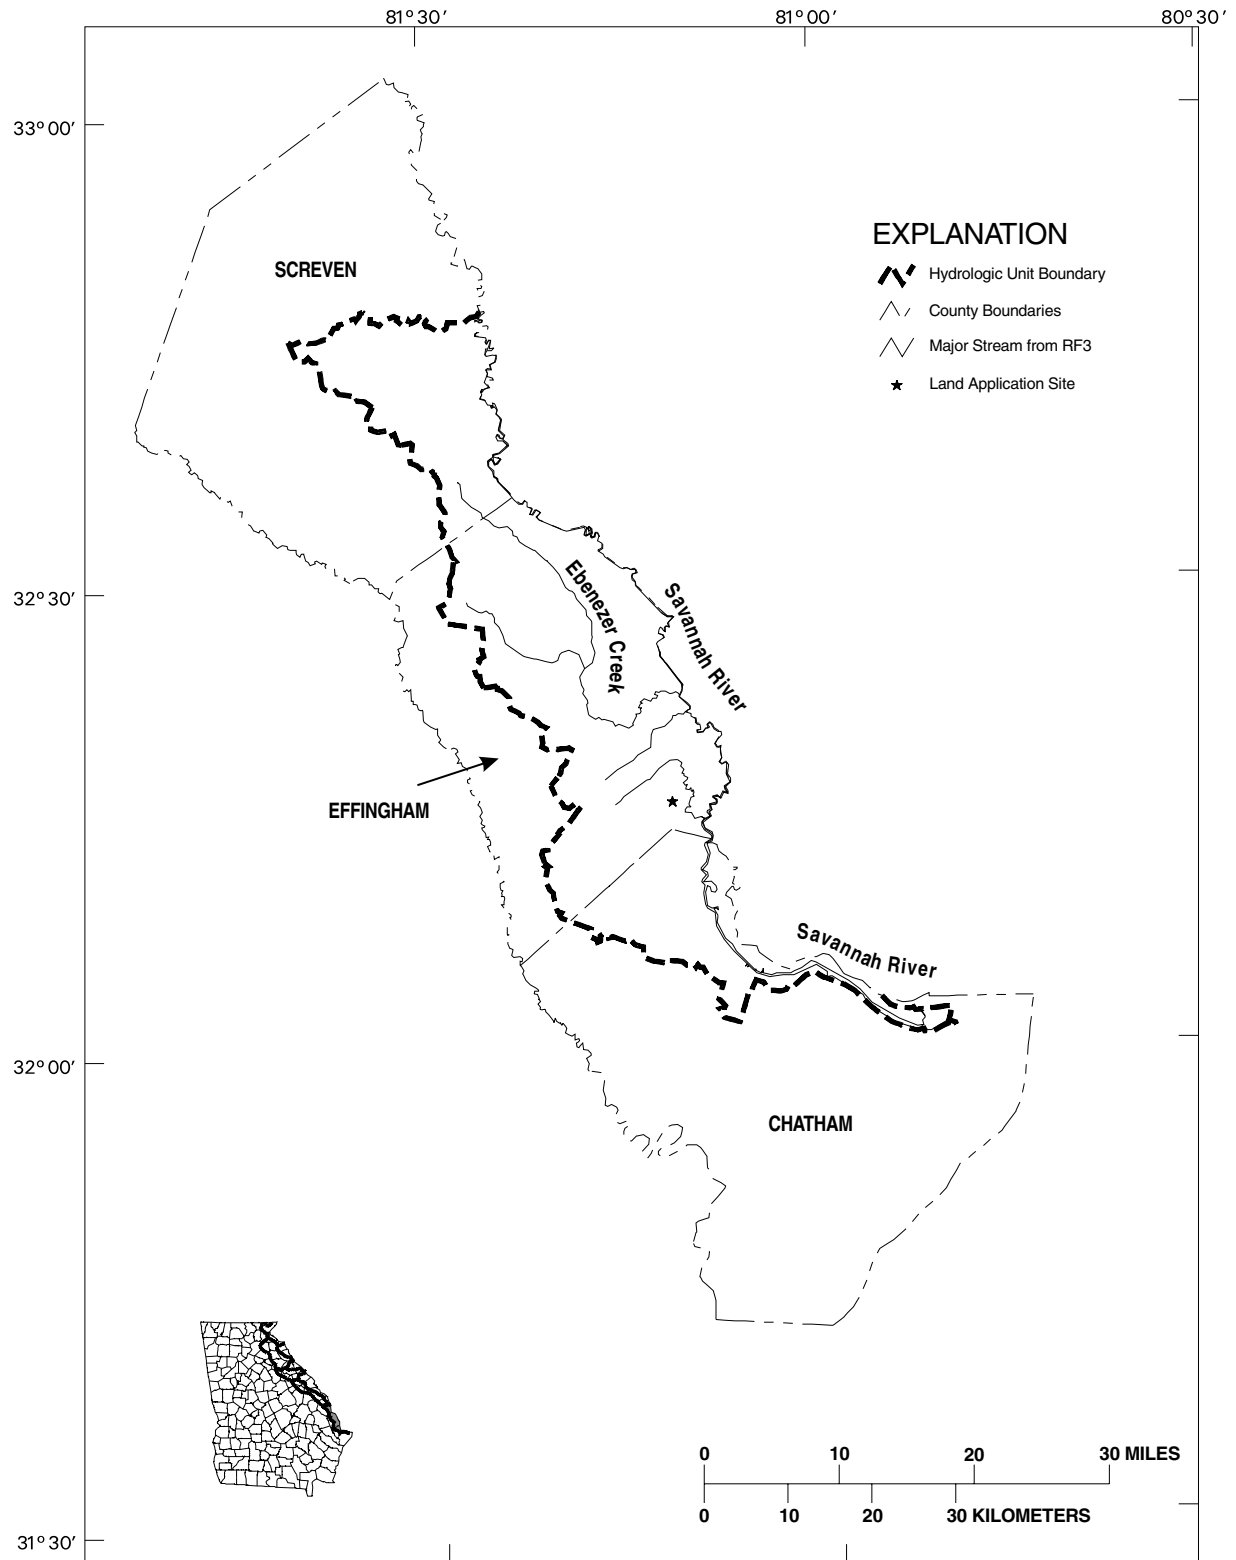 81° 30′
81° 00′
80° 30′
33° 00′
EXPLANATION
SCREVEN
Hydrologic Unit Boundary
County Boundaries
Major Stream from RF3
Land Application Site
32° 30′
Ebenezer Creek
Savannah River
EFFINGHAM
Savannah River
32° 00′
CHATHAM
0 10 20 30 MILES
0 10 20 30 KILOMETERS
31° 30′